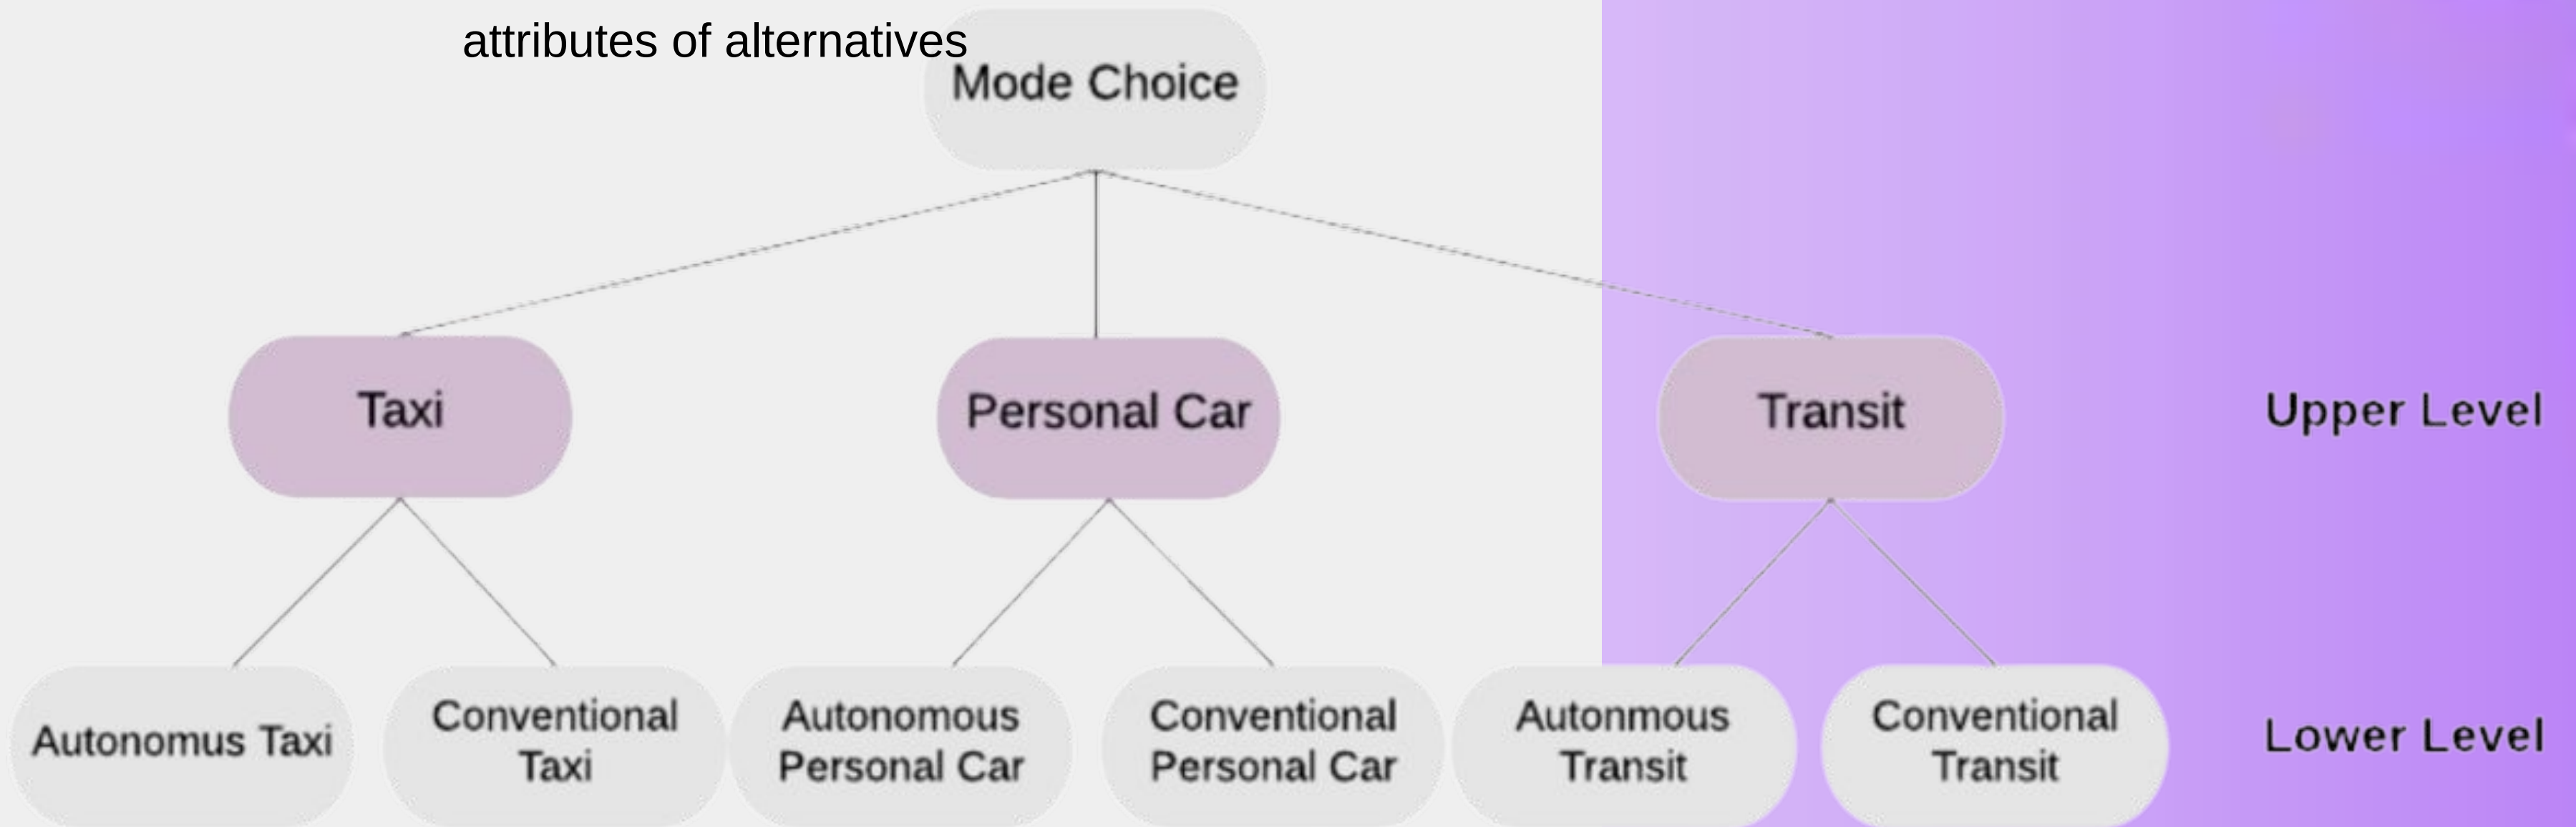 attributes of alternatives
Mode Choice
Taxi
Personal Car
Transit
Upper Level
Autonomus Taxi
Conventional
Taxi
Autonomous
Personal Car
Conventional
Personal Car
Autonmous
Transit
Conventional
Transit
Lower Level